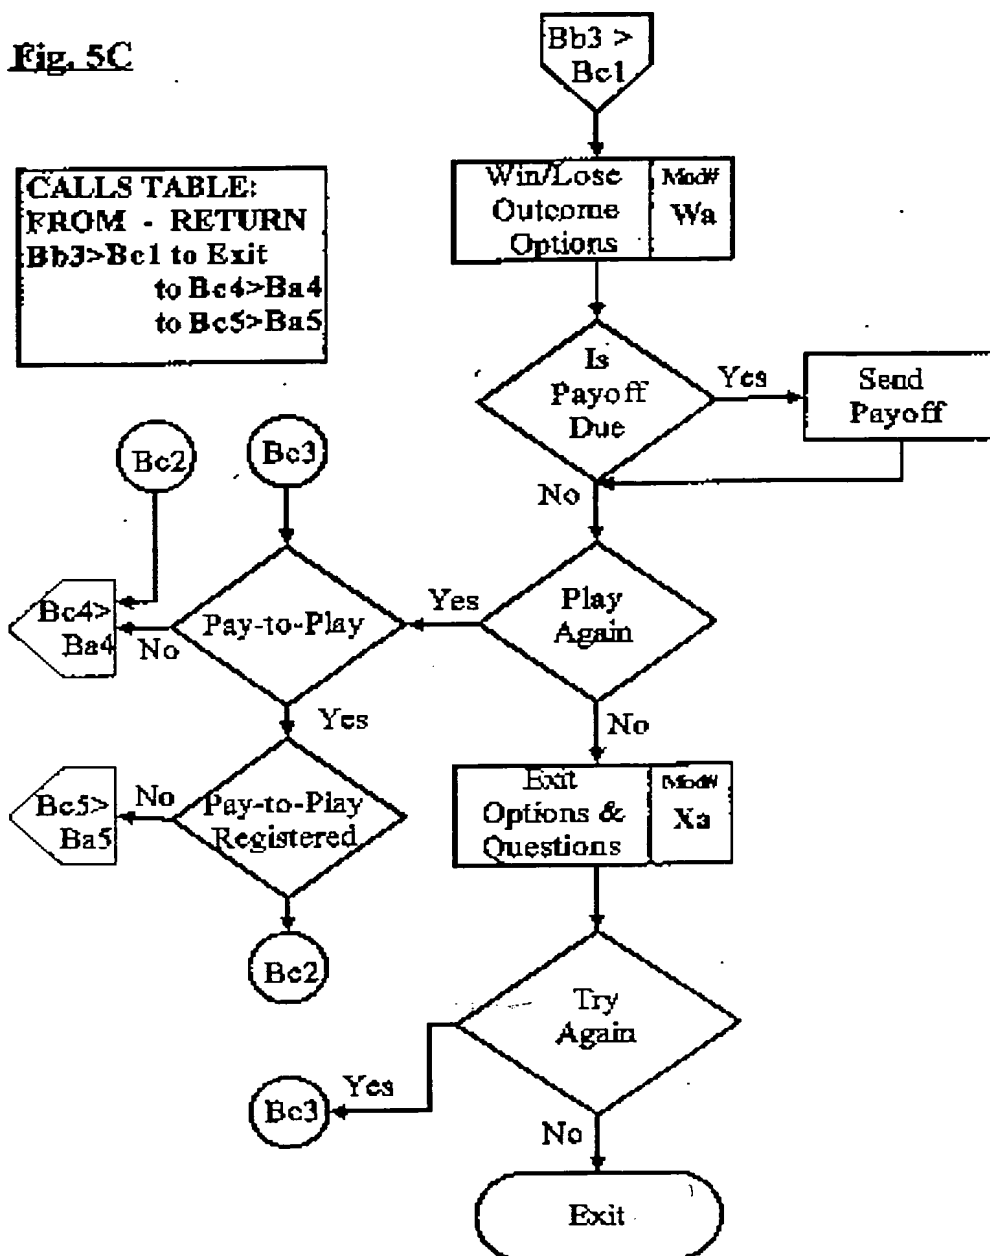 Fig. 5C
Bb3 >
Bc1
CALLS TABLE:
FROM - RETURN
Bb3>Bc1 to Exit
to Bc4>Ba4
to Bc5>Ba5
Win/Lose
Outcome
Options
Mod#
Wa
Is
Payoff
Due
Yes
Send
Payoff
No
Bc2
Bc3
Play
Again
Yes
Pay-to-Play
No
Bc4>
Ba4
Yes
Pay-to-Play
Registered
No
Bc5>
Ba5
Bc2
No
Exit
Options &
Questions
Mod#
Xa
Try
Again
Yes
Bc3
No
Exit